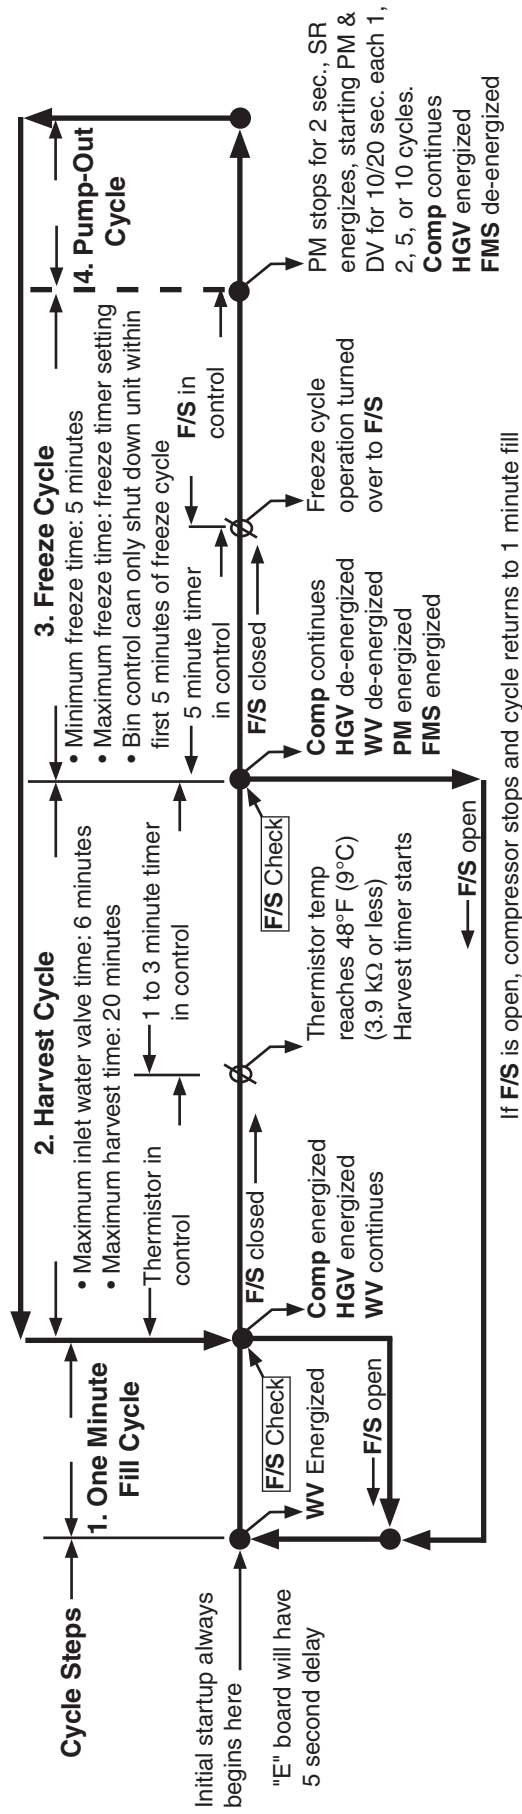 Cycle Steps
1. One Minute
Fill Cycle
2. Harvest Cycle
• Maximum inlet water valve time: 6 minutes
• Maximum harvest time: 20 minutes
Thermistor in
control
1 to 3 minute timer
in control
3. Freeze Cycle
• Minimum freeze time: 5 minutes
• Maximum freeze time: freeze timer setting
• Bin control can only shut down unit within
first 5 minutes of freeze cycle
5 minute timer
in control
F/S in
control
4. Pump-Out
Cycle
Initial startup always
begins here
"E" board will have
5 second delay
F/S Check
WV Energized
F/S open
F/S closed
Comp energized
HGV energized
WV continues
Thermistor temp
reaches 48°F (9°C)
(3.9 kΩ or less)
Harvest timer starts
F/S Check
F/S closed
Comp continues
HGV de-energized
WV de-energized
PM energized
FMS energized
Freeze cycle
operation turned
over to F/S
PM stops for 2 sec., SR
energizes, starting PM &
DV for 10/20 sec. each 1,
2, 5, or 10 cycles.
Comp continues
HGV energized
FMS de-energized
F/S open
If F/S is open, compressor stops and cycle returns to 1 minute fill